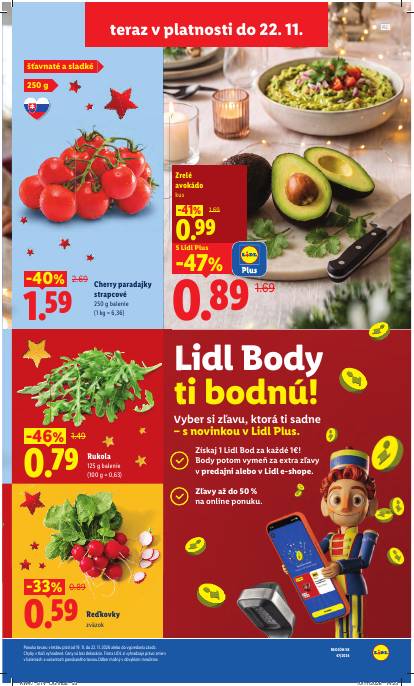 teraz v platnosti do 22. 11.
šťavnaté a sladké
250 g
-40% 2.69
1.59
Cherry paradajky
strapcové
250 g balenie
(1 kg = 6,36)
Zrelé
avokádo
kus
-41% 1.69
0.99
S Lidl Plus
-47%
LIDL
Plus
0.89 1.69
-46% 1.49
0.79
Rukola
125 g balenie
(100 g = 0,63)
-33% 0.89
0.59
Reďkovky
zväzok
Lidl Body
ti bodnú!
Vyber si zľavu, ktorá ti sadne
– s novinkou v Lidl Plus.
Získaj 1 Lidl Bod za každé 1€!
Body potom vymeň za extra zľavy
v predajni alebo v Lidl e-shope.
Zľavy až do 50 %
na online ponuku.
LIDL